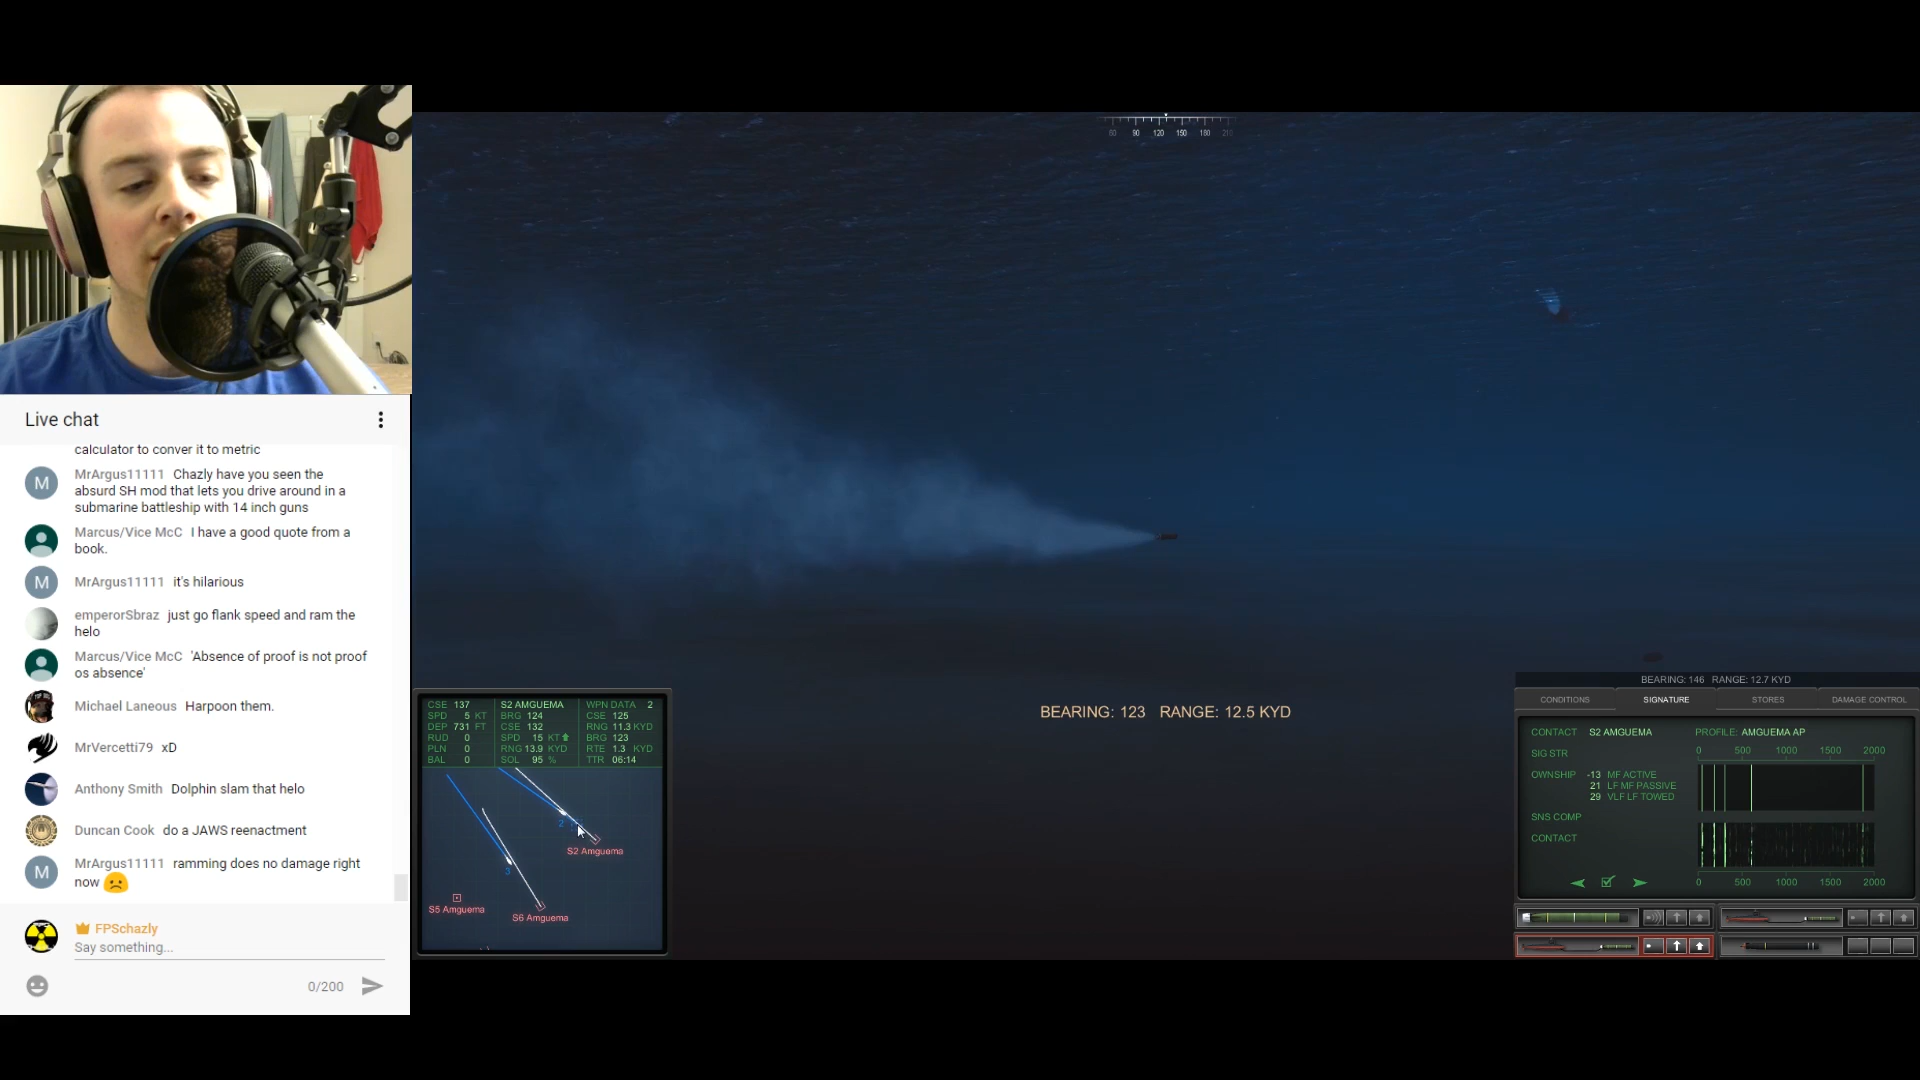 Live chat
calculator to conver it to metric
M
MrArgus11111 Chazly have you seen the
absurd SH mod that lets you drive around in a
submarine battleship with 14 inch guns
Marcus/Vice McC I have a good quote from a
book.
M
MrArgus11111 it's hilarious
emperorSbraz just go flank speed and ram the
helo
Marcus/Vice McC 'Absence of proof is not proof
os absence'
Michael Laneous Harpoon them.
MrVercetti79 xD
Anthony Smith Dolphin slam that helo
Duncan Cook do a JAWS reenactment
M
MrArgus11111 ramming does no damage right
now
FPSchazly
Say something...
0/200
60 90 120 150 180 210
CSE 137 S2 AMGUEMA WPN DATA 2
SPD 5 KT BRG 124 CSE 125
DEP 731 FT CSE 132 RNG 11.3 KYD
RUD 0 SPD 15 KT BRG 123
PLN 0 RNG 13.9 KYD RTE 1.3 KYD
BAL 0 SOL 95 % TTR 06:14
2
S2 Amguema
3
S5 Amguema
S6 Amguema
BEARING: 123 RANGE: 12.5 KYD
BEARING: 146 RANGE: 12.7 KYD
CONDITIONS SIGNATURE STORES DAMAGE CONTROL
CONTACT S2 AMGUEMA PROFILE: AMGUEMA AP
SIG STR
0 500 1000 1500 2000
OWNSHIP -13 MF ACTIVE
21 LF MF PASSIVE
29 VLF LF TOWED
SNS COMP
CONTACT
0 500 1000 1500 2000